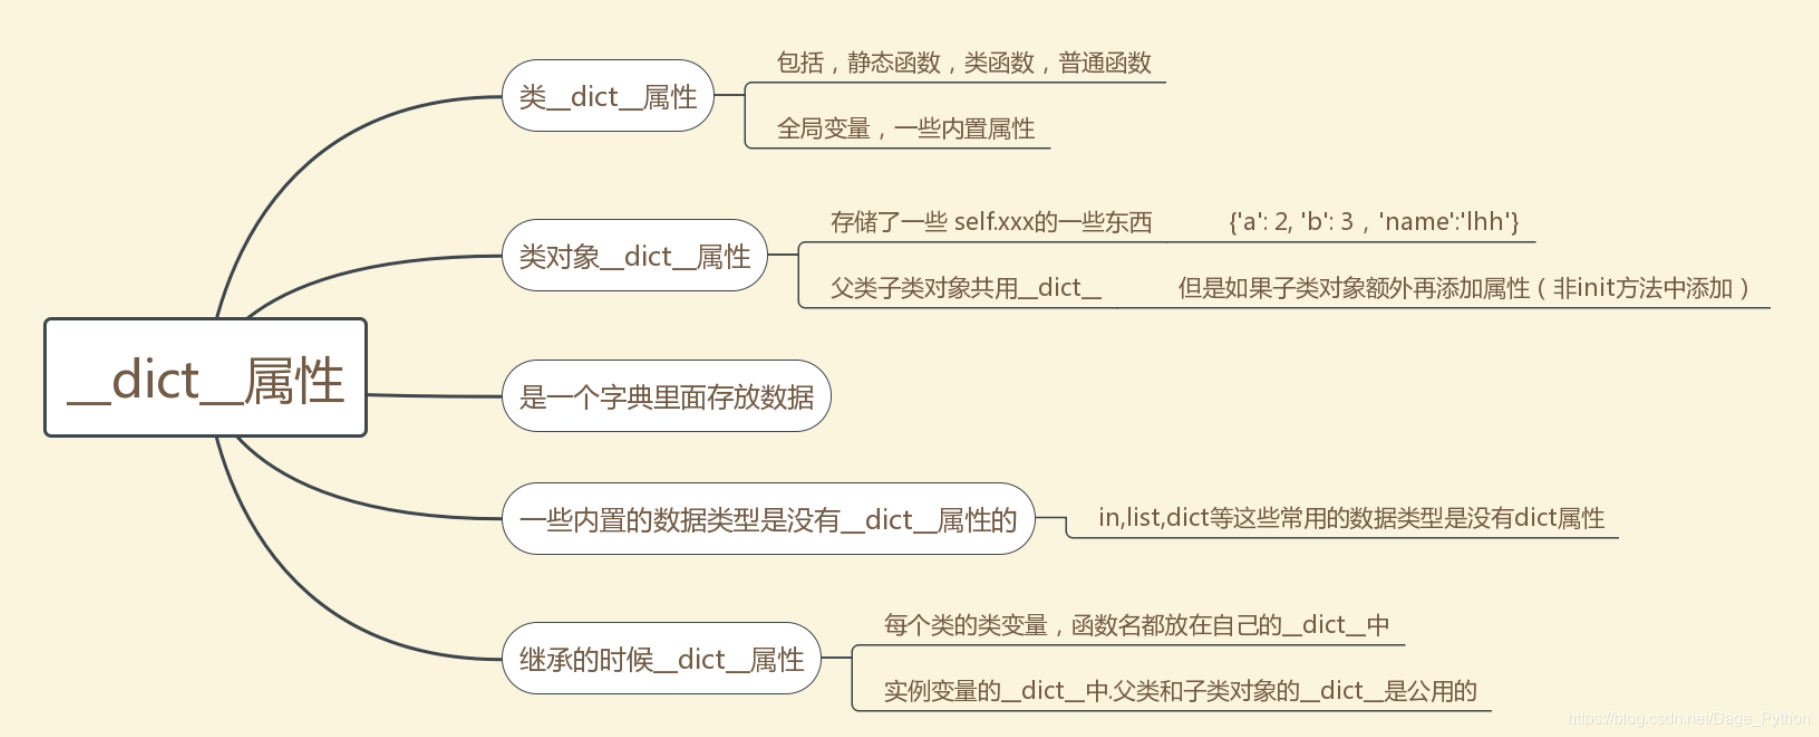 __dict__属性
类__dict__属性
包括，静态函数，类函数，普通函数
全局变量，一些内置属性
类对象__dict__属性
存储了一些 self.xxx的一些东西
{'a': 2, 'b': 3，'name':'lhh'}
父类子类对象共用__dict__
但是如果子类对象额外再添加属性（非init方法中添加）
是一个字典里面存放数据
一些内置的数据类型是没有__dict__属性的
in,list,dict等这些常用的数据类型是没有dict属性
继承的时候__dict__属性
每个类的类变量，函数名都放在自己的__dict__中
实例变量的__dict__中.父类和子类对象的__dict__是公用的
https://blog.csdn.net/Dage_Python